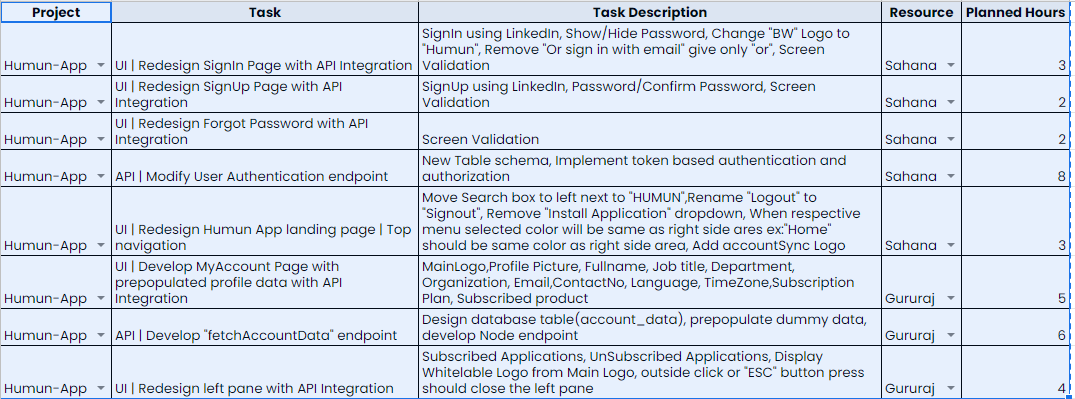 Project Task Task Description Resource Planned Hours
SignIn using LinkedIn, Show/Hide Password, Change "BW" Logo to
"Humun", Remove "Or sign in with email" give only "or", Screen
Humun-App UI | Redesign SignIn Page with API Integration Validation Sahana 3
UI | Redesign SignUp Page with API SignUp using LinkedIn, Password/Confirm Password, Screen
Humun-App Integration Validation Sahana 2
UI | Redesign Forgot Password with API
Humun-App Integration Screen Validation Sahana 2
New Table schema, Implement token based authentication and
Humun-App API | Modify User Authentication endpoint authorization Sahana 8
Move Search box to left next to "HUMUN",Rename "Logout" to
"Signout", Remove "Install Application" dropdown, When respective
UI | Redesign Humun App landing page | Top menu selected color will be same as right side ares ex:"Home"
Humun-App navigation should be same color as right side area, Add accountSync Logo Sahana 3
UI | Develop MyAccount Page with MainLogo,Profile Picture, Fullname, Job title, Department,
prepopulated profile data with API Organization, Email,ContactNo, Language, TimeZone,Subscription
Humun-App Integration Plan, Subscribed product Gururaj 5
Design database table(account_data), prepopulate dummy data,
Humun-App API | Develop "fetchAccountData" endpoint develop Node endpoint Gururaj 6
Subscribed Applications, UnSubscribed Applications, Display
Whitelable Logo from Main Logo, outside click or "ESC" button press
Humun-App UI | Redesign left pane with API Integration should close the left pane Gururaj 4